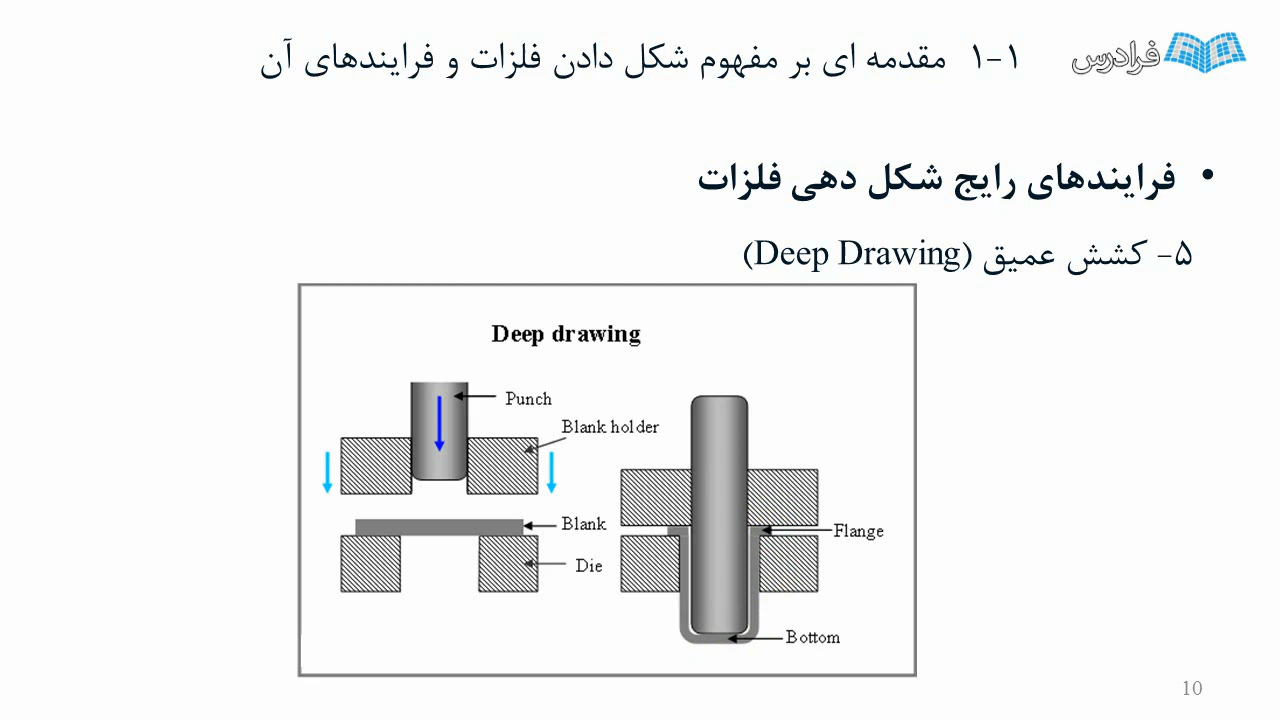 فرادرس
۱-۱ مقدمه ای بر مفهوم شکل دادن فلزات و فرایندهای آن
• فرایندهای رایج شکل دهی فلزات
۵- کشش عمیق (Deep Drawing)
Deep drawing
Punch
Blank holder
Blank
Die
Flange
Bottom
10